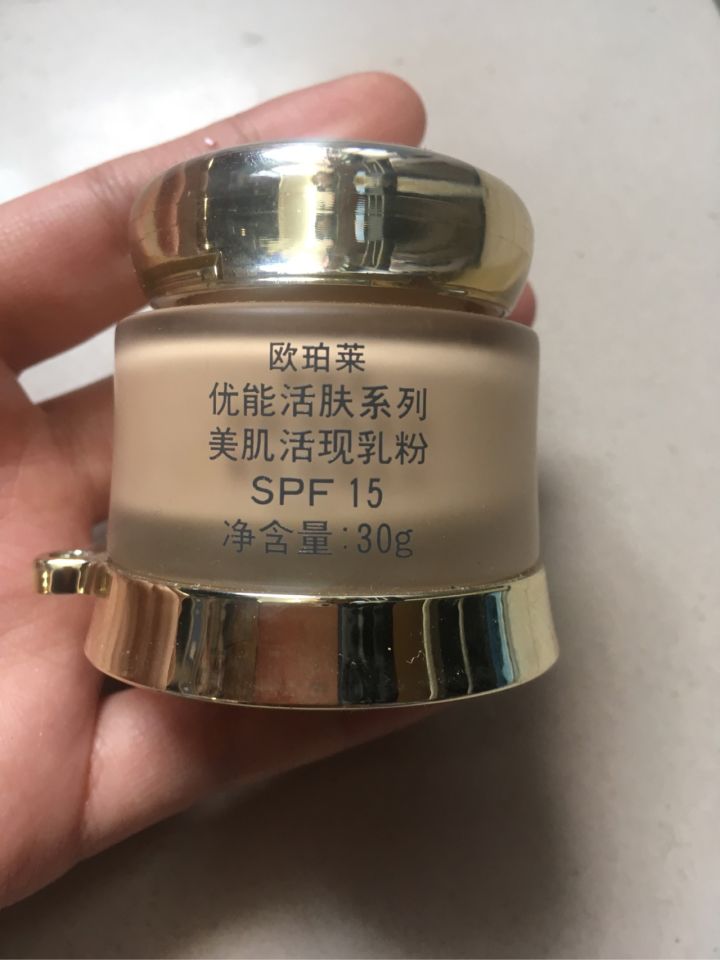 欧珀莱
优能活肤系列
美肌活现乳粉
SPF 15
净含量:30g